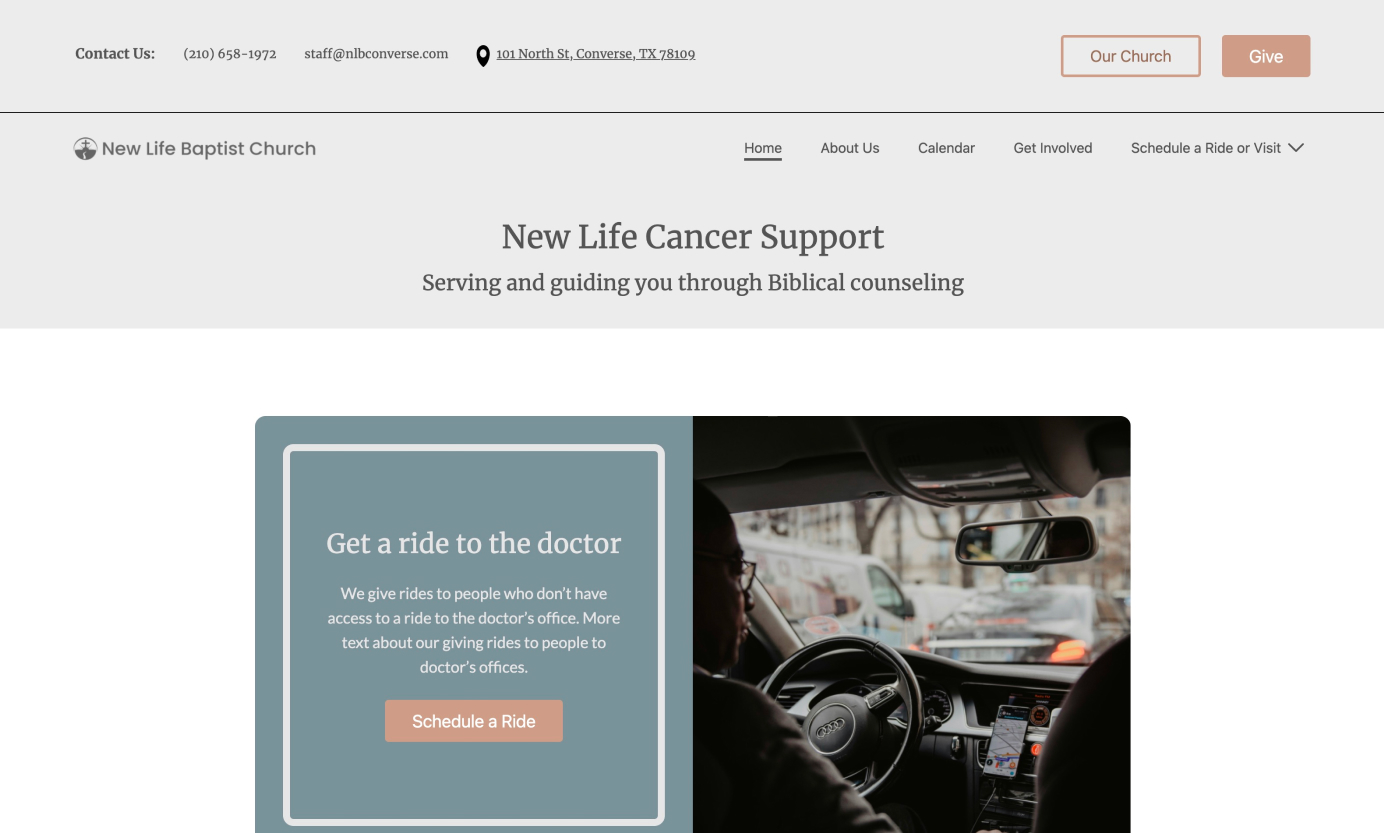 Contact Us: (210) 658-1972 staff@nlbconverse.com 101 North St, Converse, TX 78109 Our Church Give
New Life Baptist Church Home About Us Calendar Get Involved Schedule a Ride or Visit
New Life Cancer Support
Serving and guiding you through Biblical counseling
Get a ride to the doctor
We give rides to people who don’t have
access to a ride to the doctor’s office. More
text about our giving rides to people to
doctor’s offices.
Schedule a Ride